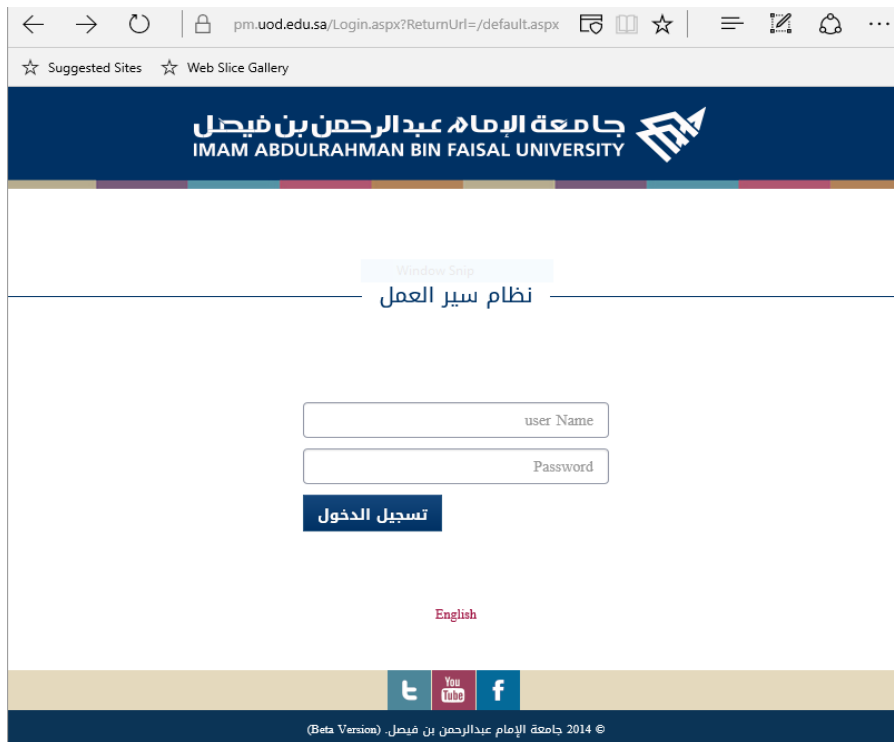 pm.uod.edu.sa/Login.aspx?ReturnUrl=/default.aspx
Suggested Sites Web Slice Gallery
جامعة الإمام عبدالرحمن بن فيصل
IMAM ABDULRAHMAN BIN FAISAL UNIVERSITY
Window Snip
نظام سير العمل
user Name
Password
تسجيل الدخول
English
You
Tube
© 2014 جامعة الإمام عبدالرحمن بن فيصل. (Beta Version)